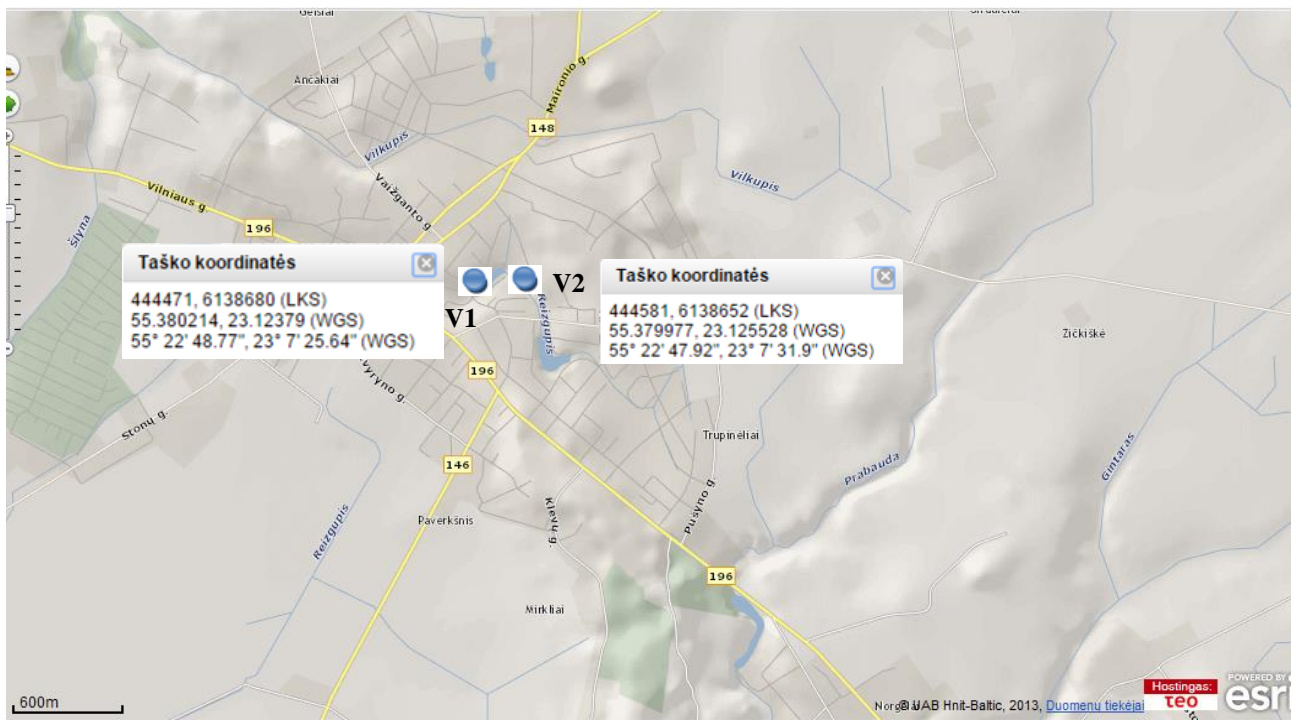 Ančakiai
Maironio g.
148
Vilkupis
Vilkupis
Vaižganto g.
Vilniaus g.
196
Šlyna
Taško koordinatės
444471, 6138680 (LKS)
55.380214, 23.12379 (WGS)
55° 22' 48.77", 23° 7' 25.64" (WGS)
V1
V2
Taško koordinatės
444581, 6138652 (LKS)
55.379977, 23.125528 (WGS)
55° 22' 47.92", 23° 7' 31.9" (WGS)
Reizgupis
Žičkiškė
196
vyryno g.
Stonų g.
Trupinėliai
146
Prabauda
Gintaras
Klevų g.
Pušyno g.
Paverkšnis
Reizgupis
196
Mirkliai
600m
© UAB Hnit-Baltic, 2013, Duomenų tiekėjai
Hostingas:
TEO
POWERED BY
esri